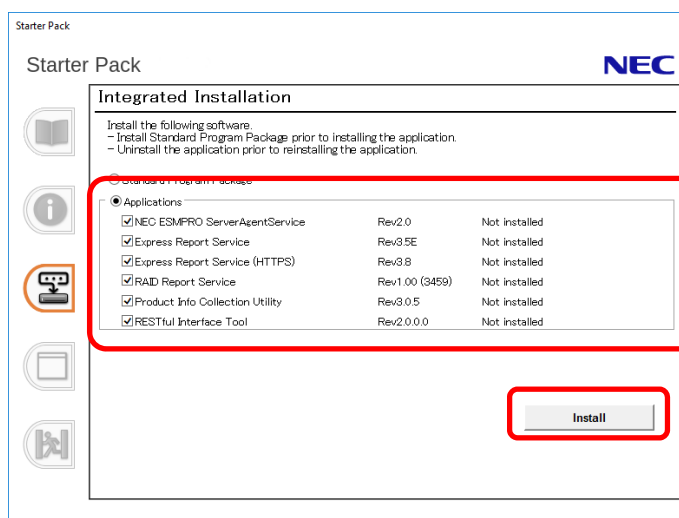 Starter Pack
Starter Pack
NEC
Integrated Installation
Install the following software.
- Install Standard Program Package prior to installing the application.
- Uninstall the application prior to reinstalling the application.
Standard Program Package
Applications
NEC ESMPRO ServerAgentService Rev2.0 Not installed
Express Report Service Rev3.5E Not installed
Express Report Service (HTTPS) Rev3.8 Not installed
RAID Report Service Rev1.00 (3459) Not installed
Product Info Collection Utility Rev3.0.5 Not installed
RESTful Interface Tool Rev2.0.0.0 Not installed
Install